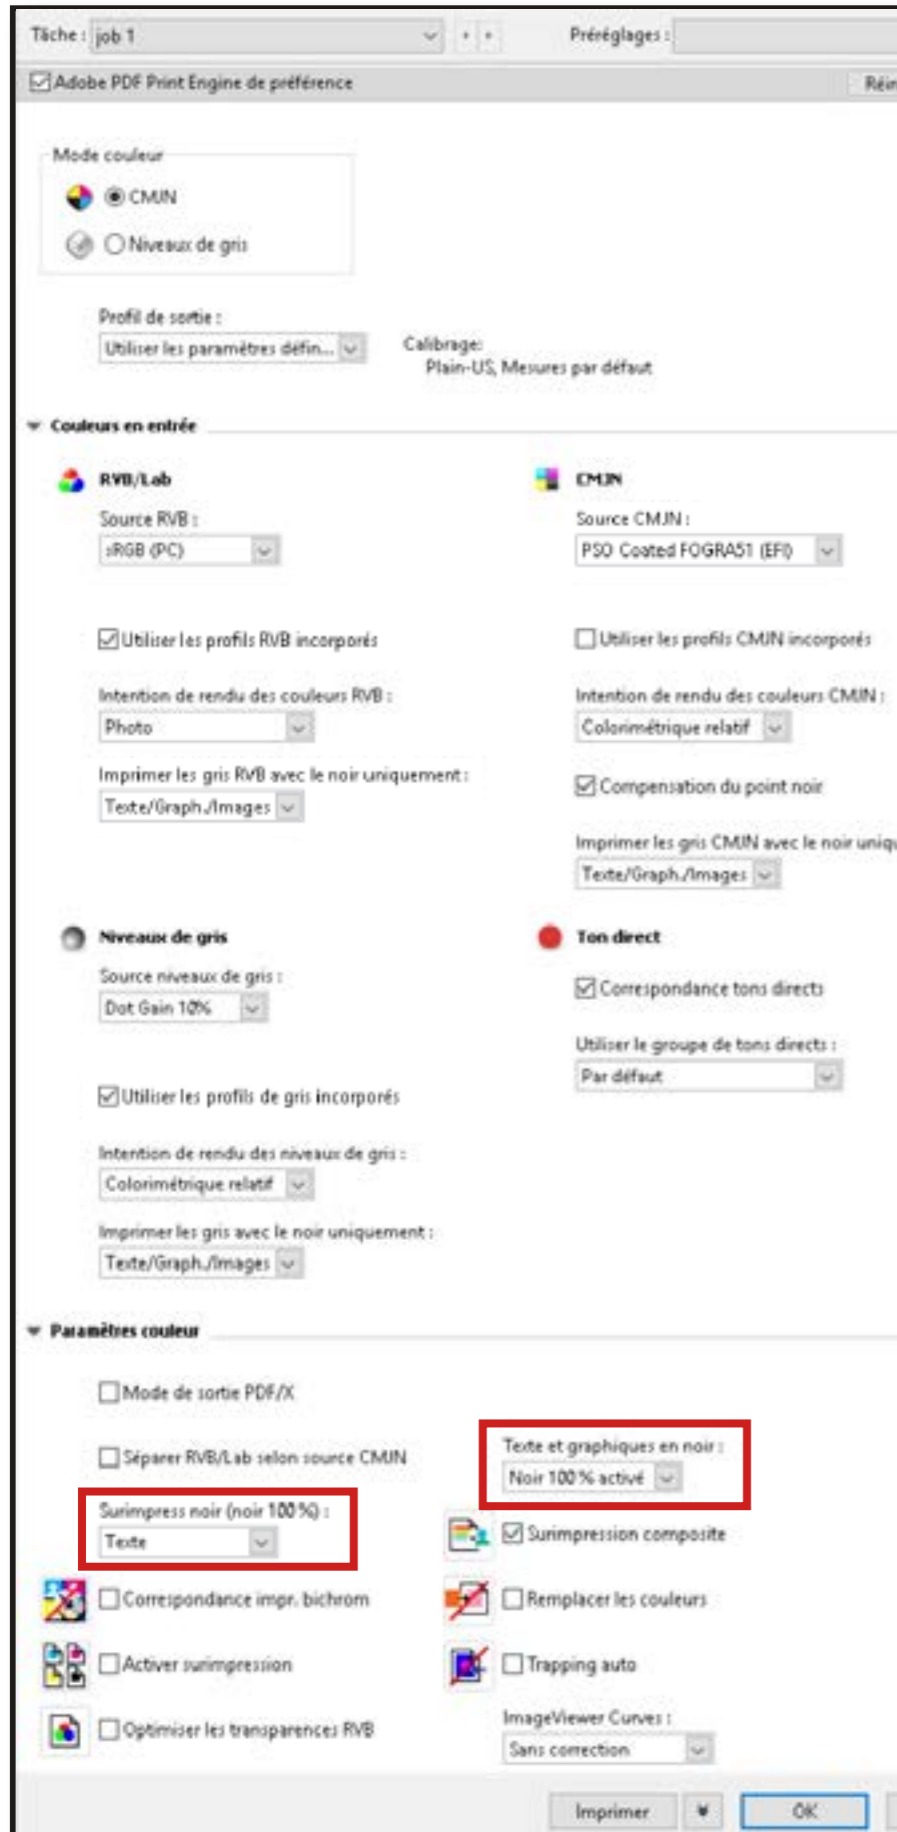 Tâche : job 1
Préréglages :
Adobe PDF Print Engine de préférence
Mode couleur
CMJN
Niveaux de gris
Profil de sortie :
Utiliser les paramètres défin...
Calibrage:
Plain-US, Mesures par défaut
Couleurs en entrée
RVB/Lab
Source RVB :
sRGB (PC)
Utiliser les profils RVB incorporés
Intention de rendu des couleurs RVB :
Photo
Imprimer les gris RVB avec le noir uniquement :
Texte/Graph./Images
CMJN
Source CMJN :
PSO Coated FOGRA51 (EFI)
Utiliser les profils CMJN incorporés
Intention de rendu des couleurs CMJN :
Colorimétrique relatif
Compensation du point noir
Imprimer les gris CMJN avec le noir uniqu
Texte/Graph./Images
Niveaux de gris
Source niveaux de gris :
Dot Gain 10%
Utiliser les profils de gris incorporés
Intention de rendu des niveaux de gris :
Colorimétrique relatif
Imprimer les gris avec le noir uniquement :
Texte/Graph./Images
Ton direct
Correspondance tons directs
Utiliser le groupe de tons directs :
Par défaut
Paramètres couleur
Mode de sortie PDF/X
Séparer RVB/Lab selon source CMJN
Texte et graphiques en noir :
Noir 100 % activé
Surimpress noir (noir 100 %) :
Texte
Surimpression composite
Correspondance impr. bichrom
Remplacer les couleurs
Activer surimpression
Trapping auto
Optimiser les transparences RVB
ImageViewer Curves :
Sans correction
Imprimer
OK